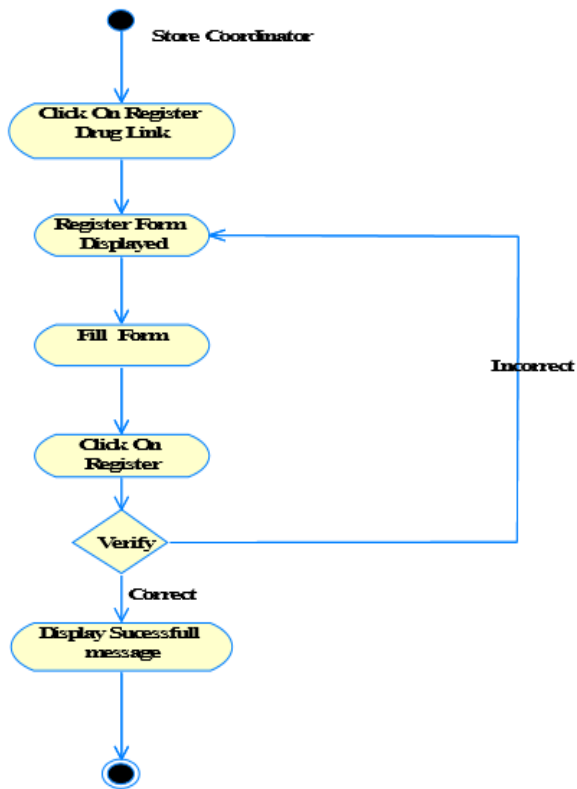 Store Coordinator
Click On Register
Drug Link
Register Form
Displayed
Fill Form
Incorrect
Click On
Register
Verify
Correct
Display Sucessfull
message